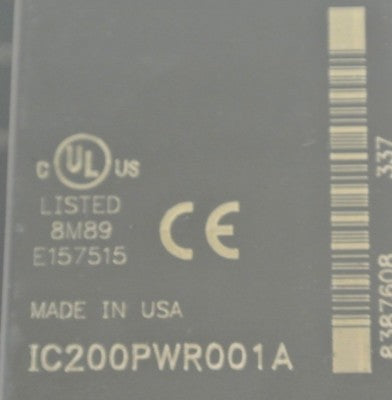 C UL US
LISTED
8M89
E157515
CE
MADE IN USA
IC200PWR001A
8387608 337